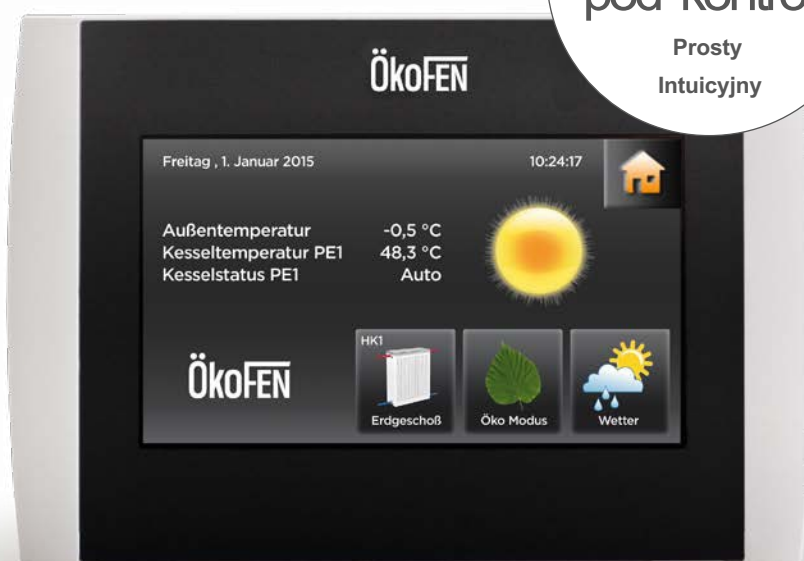 pod
Prosty
Intuicyjny
ÖkoFEN
Freitag , 1. Januar 2015 10:24:17
Außentemperatur -0,5 °C
Kesseltemperatur PE1 48,3 °C
Kesselstatus PE1 Auto
ÖkoFEN
HK1
Erdgeschoß
Öko Modus
Wetter